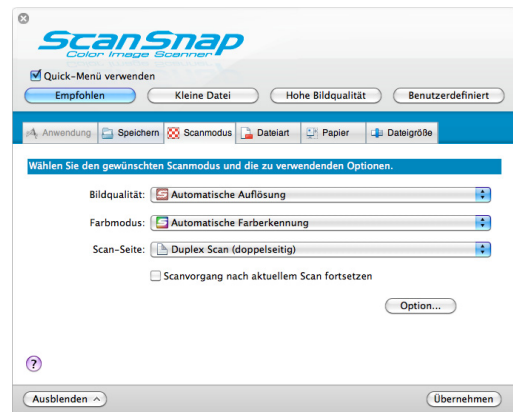 ScanSnap
Color Image Scanner
Quick-Menü verwenden
Empfohlen Kleine Datei Hohe Bildqualität Benutzerdefiniert
Anwendung Speichern Scanmodus Dateiart Papier Dateigröße
Wählen Sie den gewünschten Scanmodus und die zu verwendenden Optionen.
Bildqualität: Automatische Auflösung
Farbmodus: Automatische Farberkennung
Scan-Seite: Duplex Scan (doppelseitig)
Scanvorgang nach aktuellem Scan fortsetzen
Option...
?
Ausblenden Übernehmen